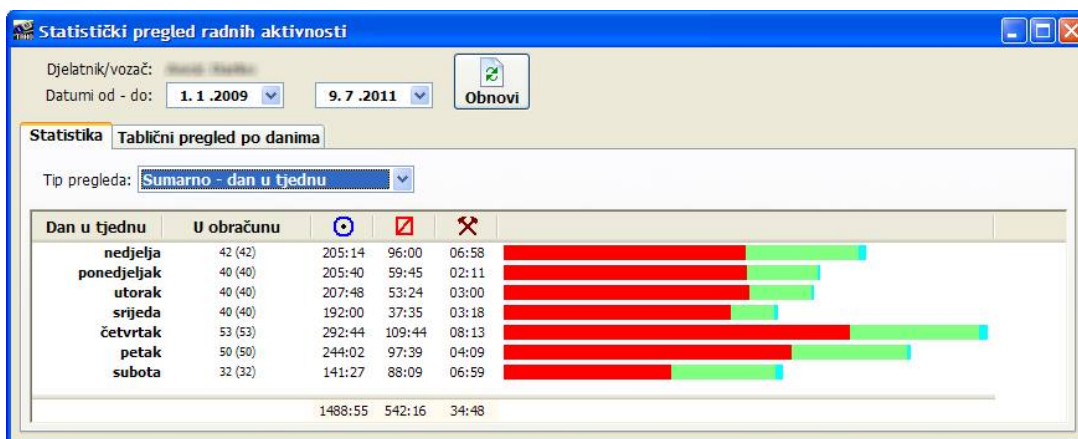 Statistički pregled radnih aktivnosti
Djelatnik/vozač:
Datumi od - do: 1. 1 .2009 9. 7 .2011 Obnovi
Statistika Tablični pregled po danima
Tip pregleda: Sumarno - dan u tjednu
Dan u tjednu U obračunu
nedjelja 42 (42) 205:14 96:00 06:58
ponedjeljak 40 (40) 205:40 59:45 02:11
utorak 40 (40) 207:48 53:24 03:00
srijeda 40 (40) 192:00 37:35 03:18
četvrtak 53 (53) 292:44 109:44 08:13
petak 50 (50) 244:02 97:39 04:09
subota 32 (32) 141:27 88:09 06:59
1488:55 542:16 34:48